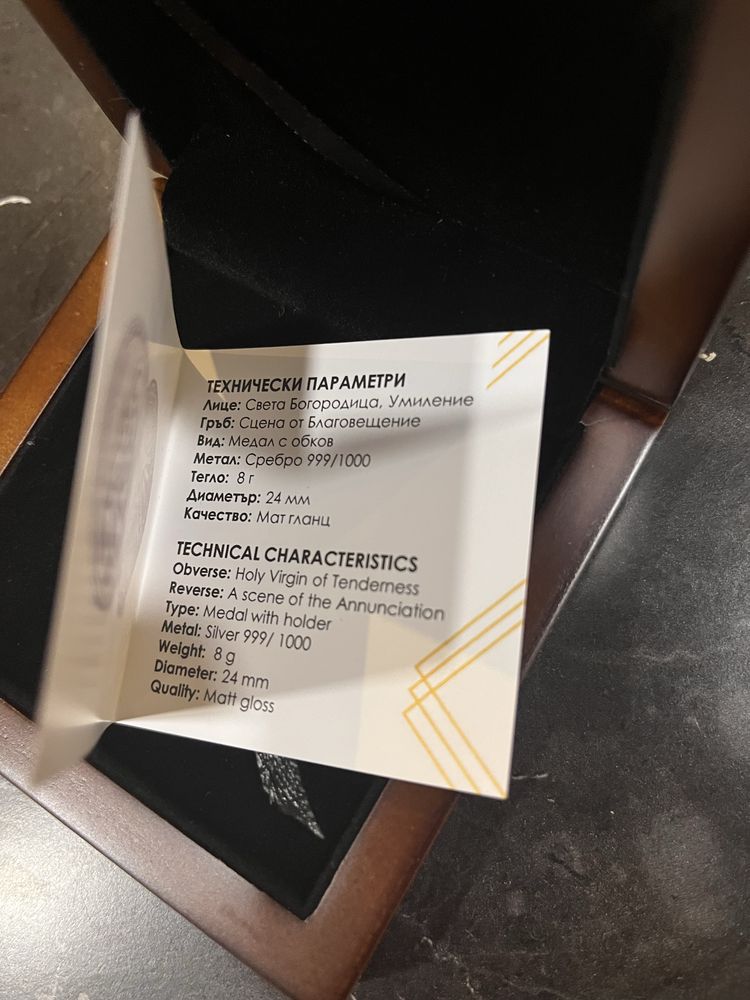 ТЕХНИЧЕСКИ ПАРАМЕТРИ
Лице: Света Богородица, Умиление
Гръб: Сцена от Благовещение
Вид: Медал с обков
Метал: Сребро 999/1000
Тегло: 8 г
Диаметър: 24 мм
Качество: Мат гланц
TECHNICAL CHARACTERISTICS
Obverse: Holy Virgin of Tenderness
Reverse: A scene of the Annunciation
Type: Medal with holder
Metal: Silver 999/ 1000
Weight: 8 g
Diameter: 24 mm
Quality: Matt gloss